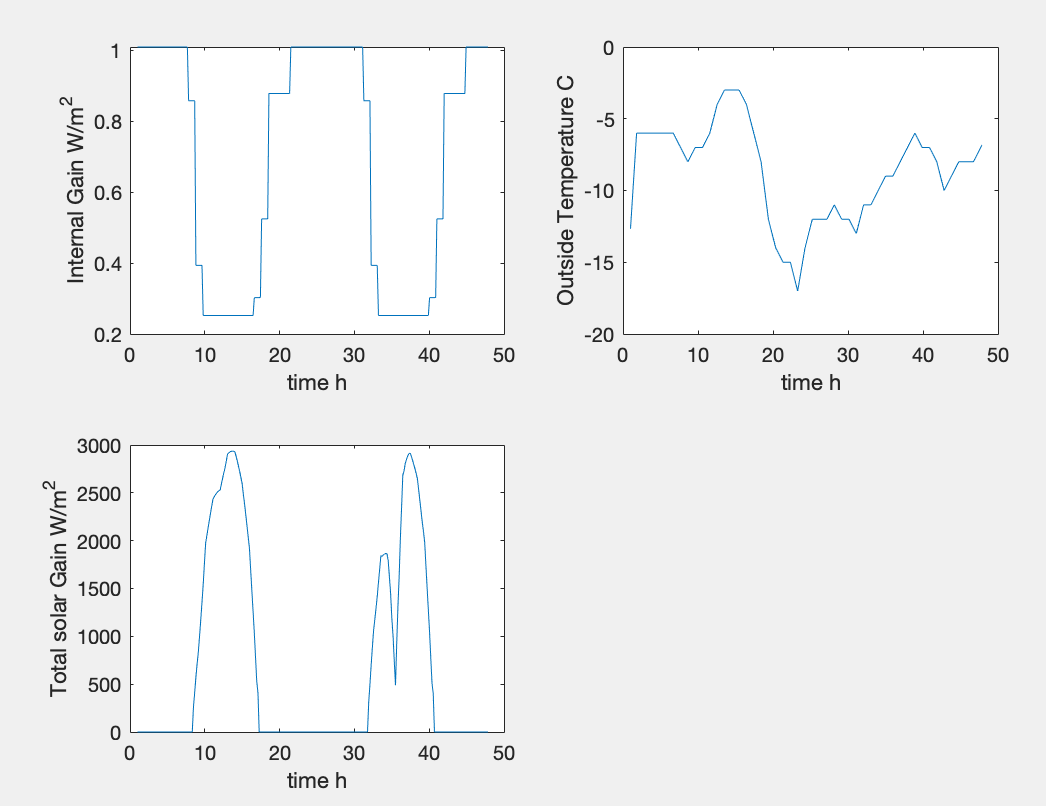 1
0.8
0.6
0.4
0.2
Internal Gain W/m2
0 10 20 30 40 50
time h
0
-5
-10
-15
-20
Outside Temperature C
0 10 20 30 40 50
time h
3000
2500
2000
1500
1000
500
0
Total solar Gain W/m2
0 10 20 30 40 50
time h